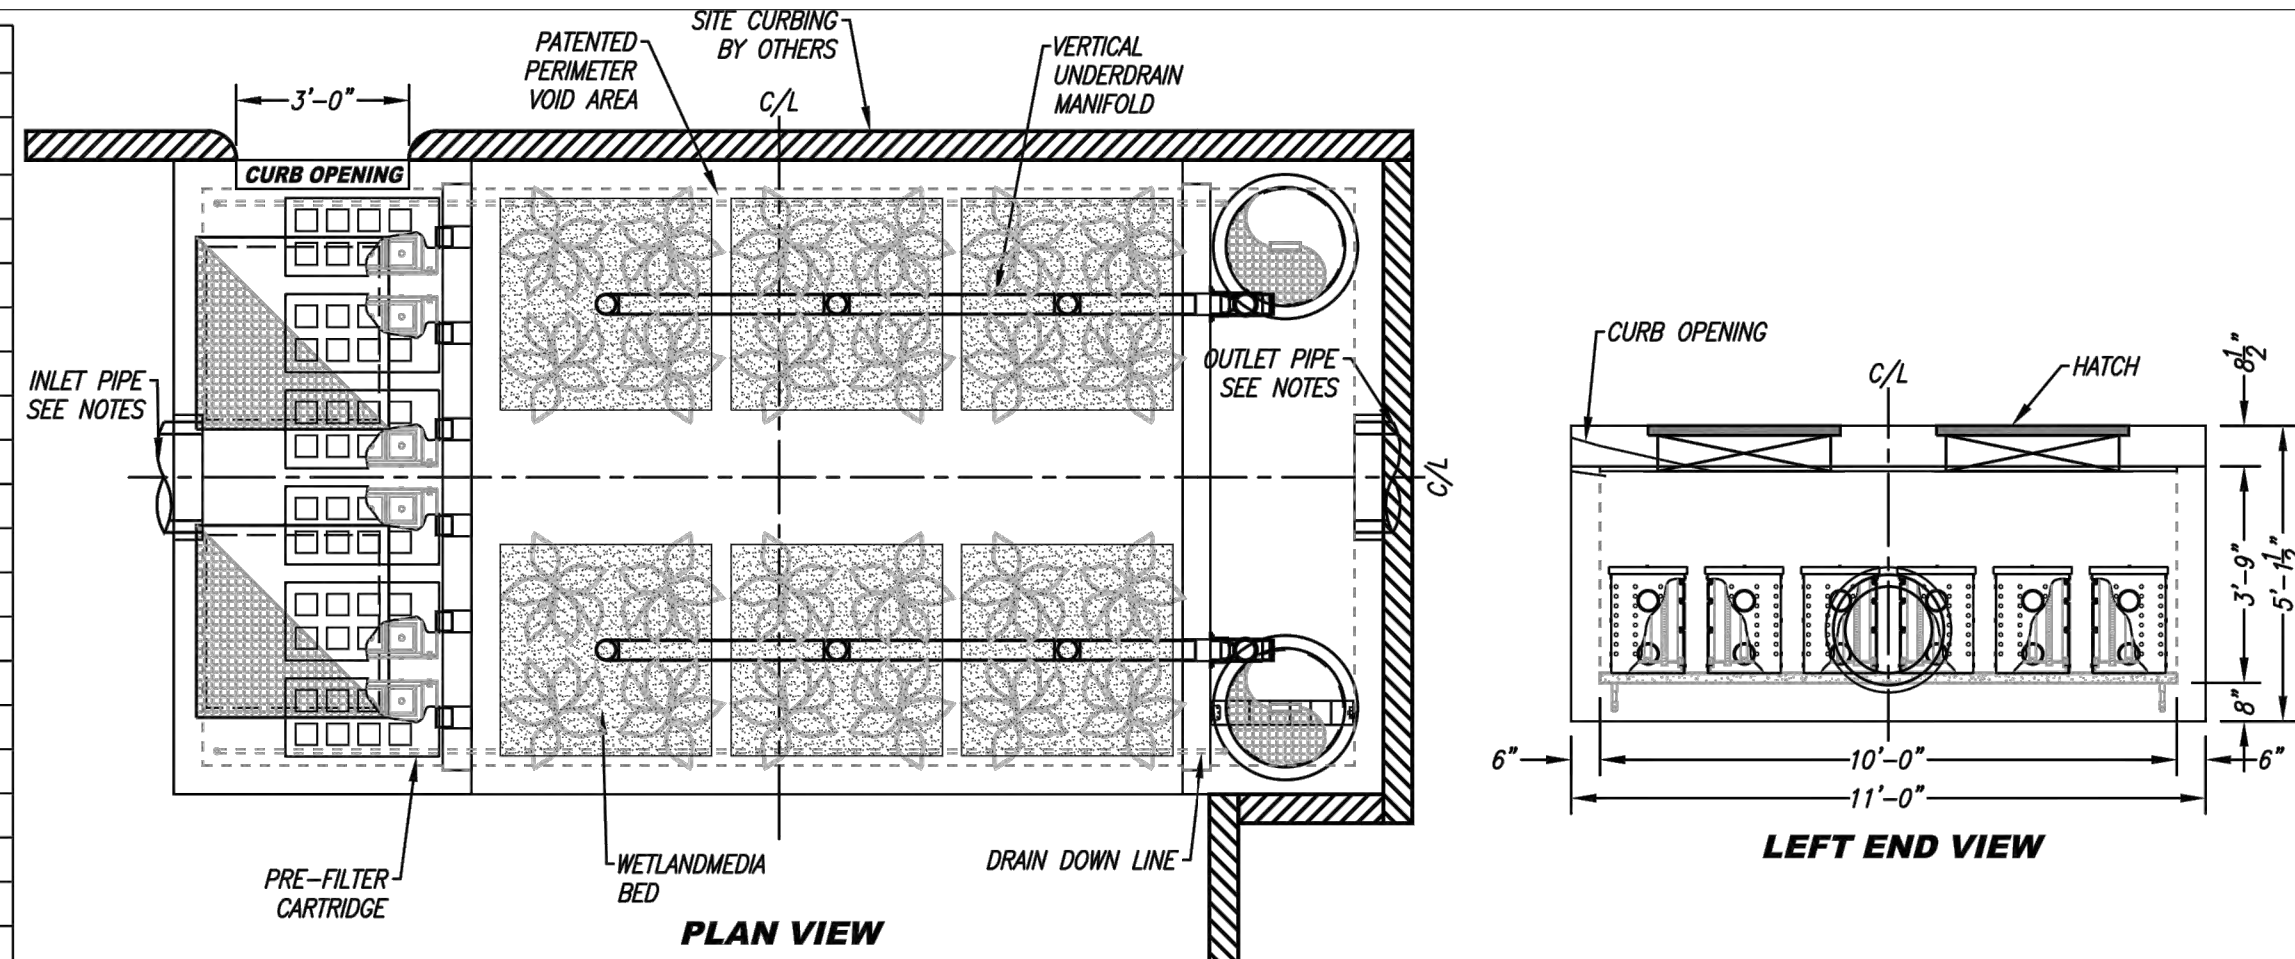 SITE CURBING
BY OTHERS
PATENTED
PERIMETER
VOID AREA
VERTICAL
UNDERDRAIN
MANIFOLD
3'-0"
C/L
CURB OPENING
INLET PIPE
SEE NOTES
OUTLET PIPE
SEE NOTES
C/L
PRE-FILTER
CARTRIDGE
WETLANDMEDIA
BED
DRAIN DOWN LINE
PLAN VIEW
CURB OPENING
C/L
HATCH
8½"
3'-9"
5'-1½"
8"
6"
10'-0"
6"
11'-0"
LEFT END VIEW